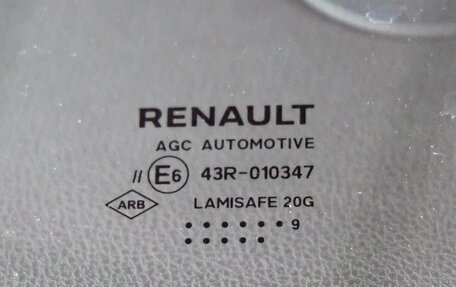 RENAULT
AGC AUTOMOTIVE
// E6 43R-010347
ARB LAMISAFE 20G
• • • • • • 9
• • • • •